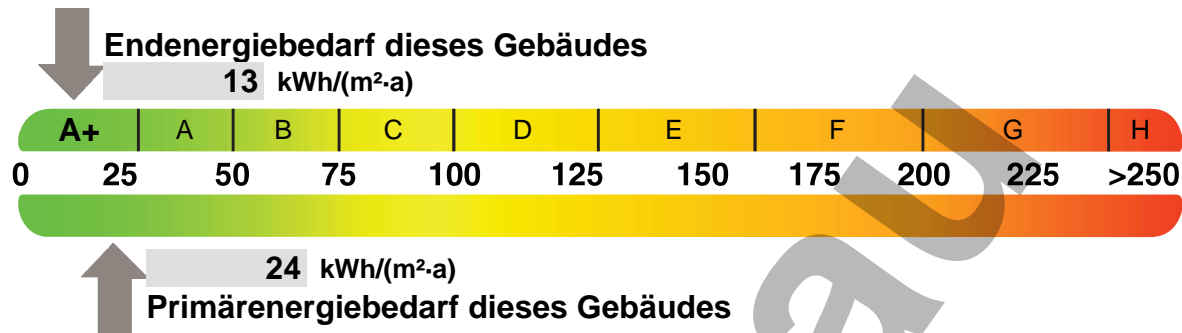 Endenergiebedarf dieses Gebäudes
13 kWh/(m²·a)
A+ A B C D E F G H
0 25 50 75 100 125 150 175 200 225 >250
24 kWh/(m²·a)
Primärenergiebedarf dieses Gebäudes
au